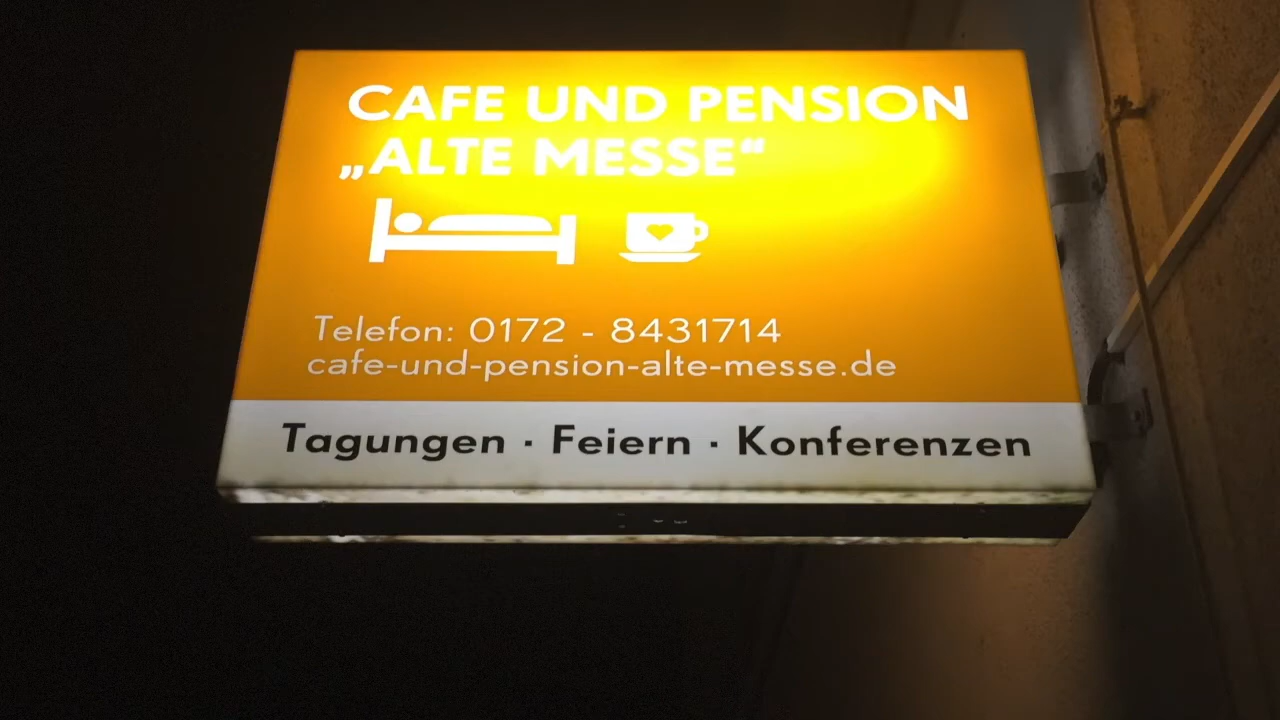 CAFE UND PENSION
„ALTE MESSE“
Telefon: 0172 - 8431714
cafe-und-pension-alte-messe.de
Tagungen · Feiern · Konferenzen